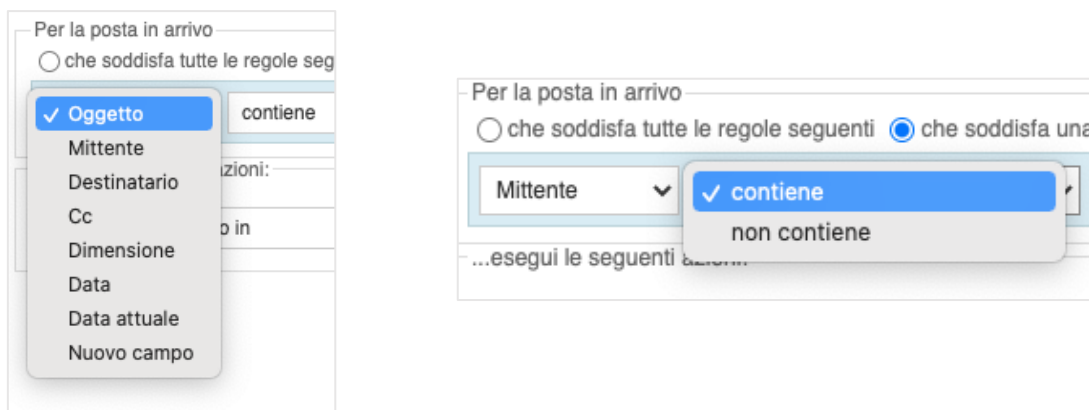 Per la posta in arrivo
che soddisfa tutte le regole seg
Oggetto
contiene
Mittente
Destinatario
zioni:
Cc
o in
Dimensione
Data
Data attuale
Nuovo campo
Per la posta in arrivo
che soddisfa tutte le regole seguenti
che soddisfa una
Mittente
contiene
non contiene
...esegui le seguenti azioni: